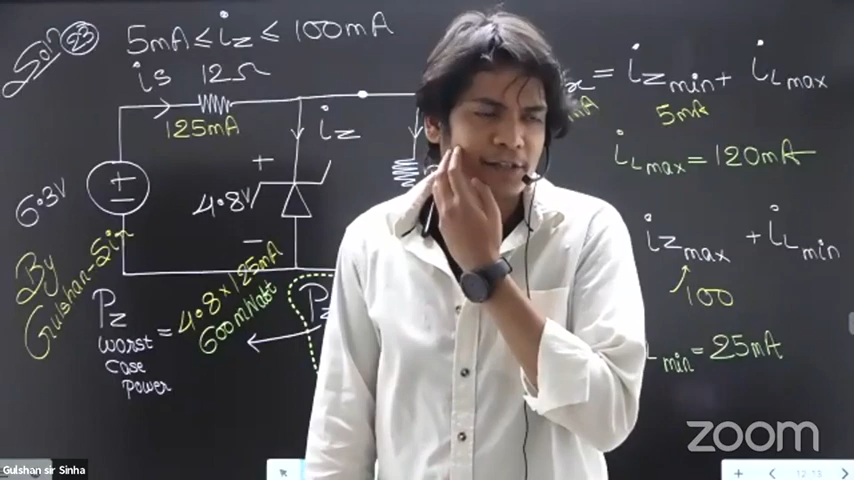 Soln 23
5mA ≤ iz ≤ 100mA
is 12Ω
125mA
iz
+
4.8V
−
6.3V
+
−
By
Gulshan-Sir
Pz
worst
case
power
= 4.8 × 125mA
600mWatt
= iz min + iL max
mA 5mA
iL max = 120mA
iz max + iL min
100
min = 25mA
zoom
Gulshan sir Sinha